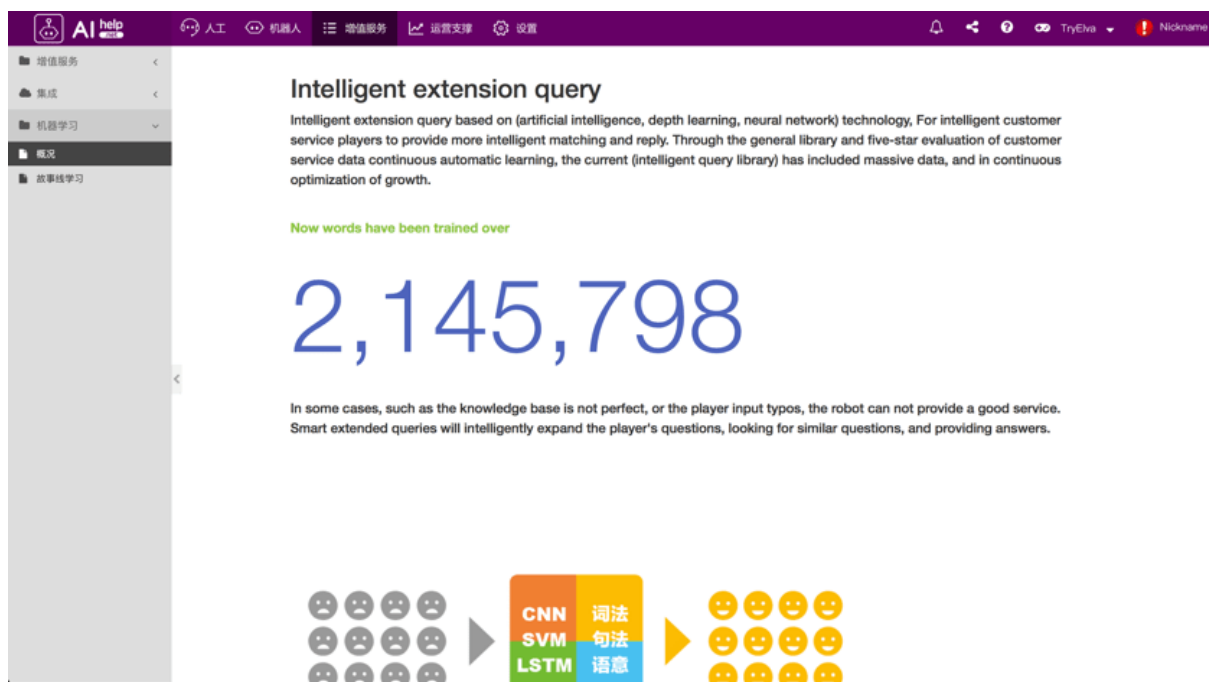 AI help
.net
人工
机器人
增值服务
运营支撑
设置
TryElva
Nickname
增值服务
集成
机器学习
概况
故事线学习
Intelligent extension query
Intelligent extension query based on (artificial intelligence, depth learning, neural network) technology, For intelligent customer
service players to provide more intelligent matching and reply. Through the general library and five-star evaluation of customer
service data continuous automatic learning, the current (intelligent query library) has included massive data, and in continuous
optimization of growth.
Now words have been trained over
2,145,798
In some cases, such as the knowledge base is not perfect, or the player input typos, the robot can not provide a good service.
Smart extended queries will intelligently expand the player's questions, looking for similar questions, and providing answers.
CNN 词法
SVM 句法
LSTM 语意